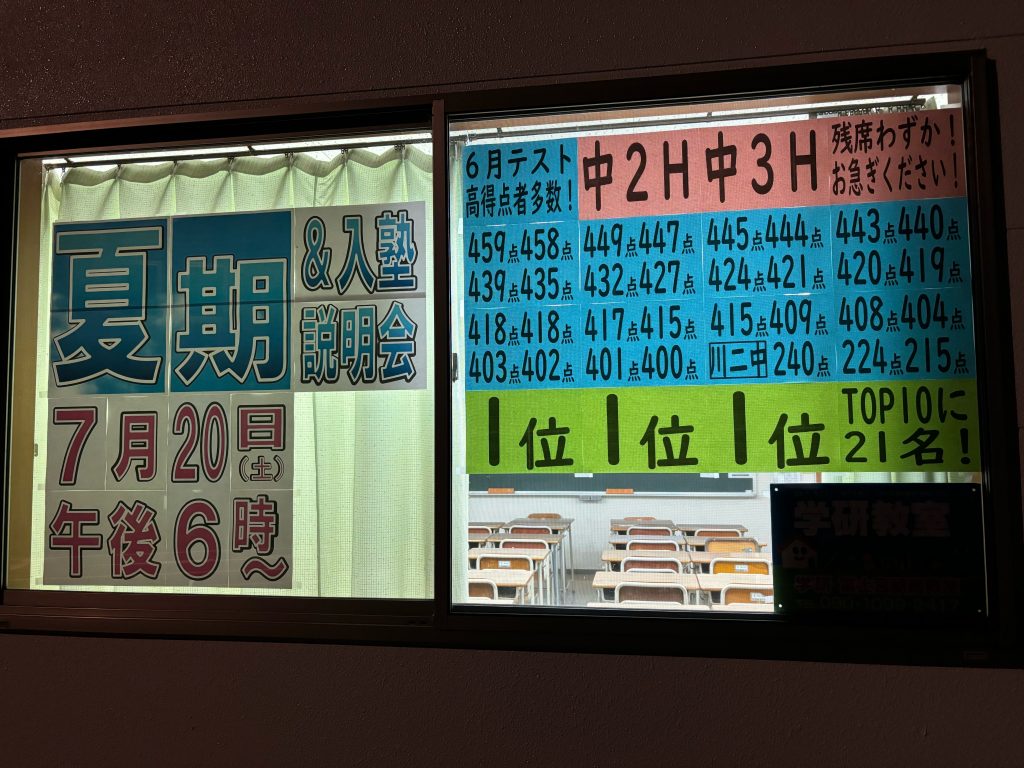 夏期
&入塾
説明会
7月20日(土)
午後6時~
6月テスト
高得点者多数!
中2H中3H
残席わずか!
お急ぎください!
459点458点 449点447点 445点444点 443点440点
439点435点 432点427点 424点421点 420点419点
418点418点 417点415点 415点409点 408点404点
403点402点 401点400点 川二中240点 224点215点
1位1位1位
TOP10に
21名!
学研教室